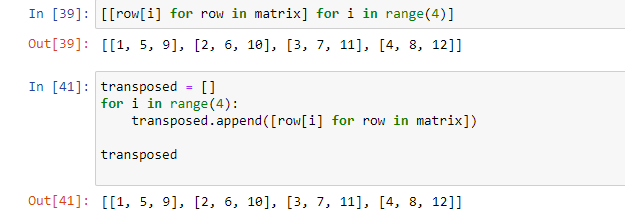 In [39]: [[row[i] for row in matrix] for i in range(4)]
Out[39]: [[1, 5, 9], [2, 6, 10], [3, 7, 11], [4, 8, 12]]
In [41]: transposed = []
for i in range(4):
    transposed.append([row[i] for row in matrix])
transposed
Out[41]: [[1, 5, 9], [2, 6, 10], [3, 7, 11], [4, 8, 12]]